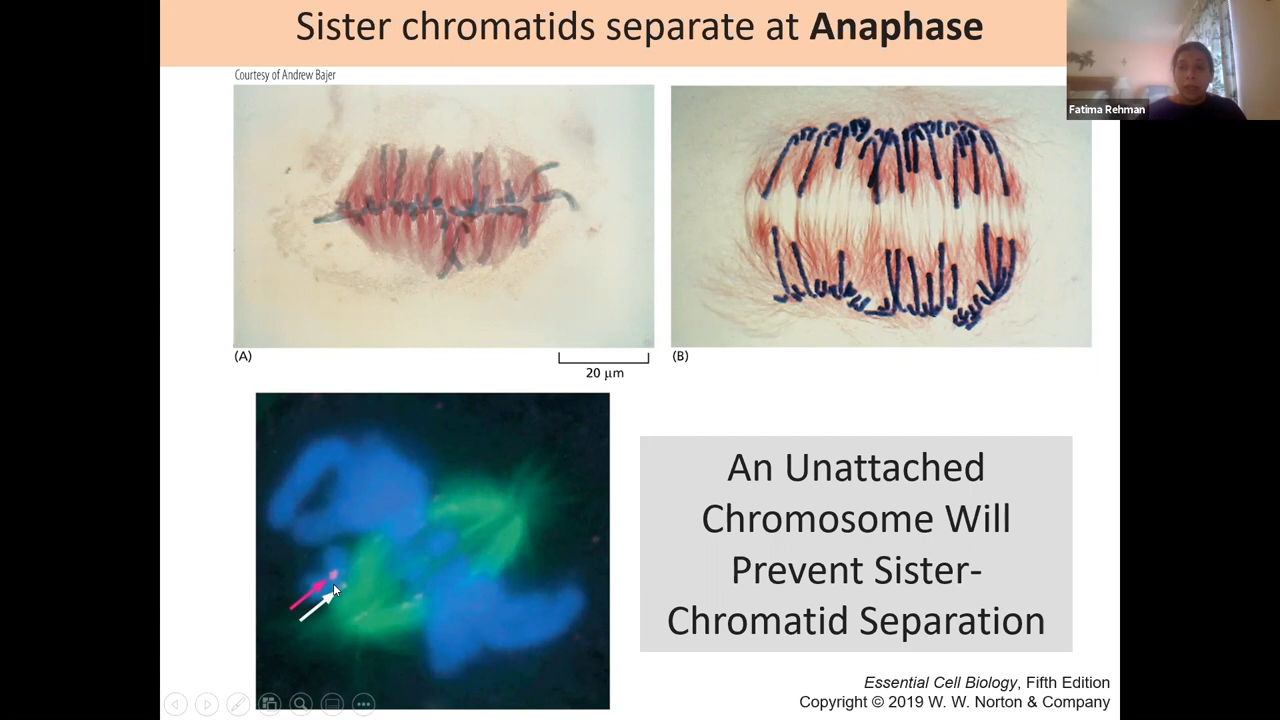 Sister chromatids separate at Anaphase
Fatima Rehman
Courtesy of Andrew Bajer
(A)
20 μm
(B)
An Unattached
Chromosome Will
Prevent Sister-
Chromatid Separation
Essential Cell Biology, Fifth Edition
Copyright © 2019 W. W. Norton & Company